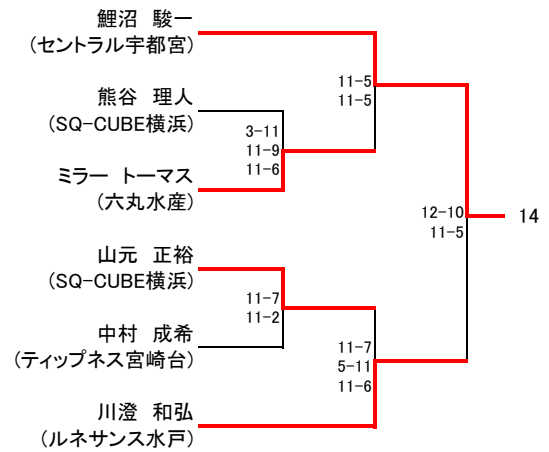 鯉沼 駿一
(セントラル宇都宮)
11-5
11-5
熊谷 理人
(SQ-CUBE横浜)
3-11
11-9
11-6
ミラー トーマス
(六丸水産)
12-10
11-5
14
山元 正裕
(SQ-CUBE横浜)
11-7
11-2
中村 成希
(ティップネス宮崎台)
11-7
5-11
11-6
川澄 和弘
(ルネサンス水戸)